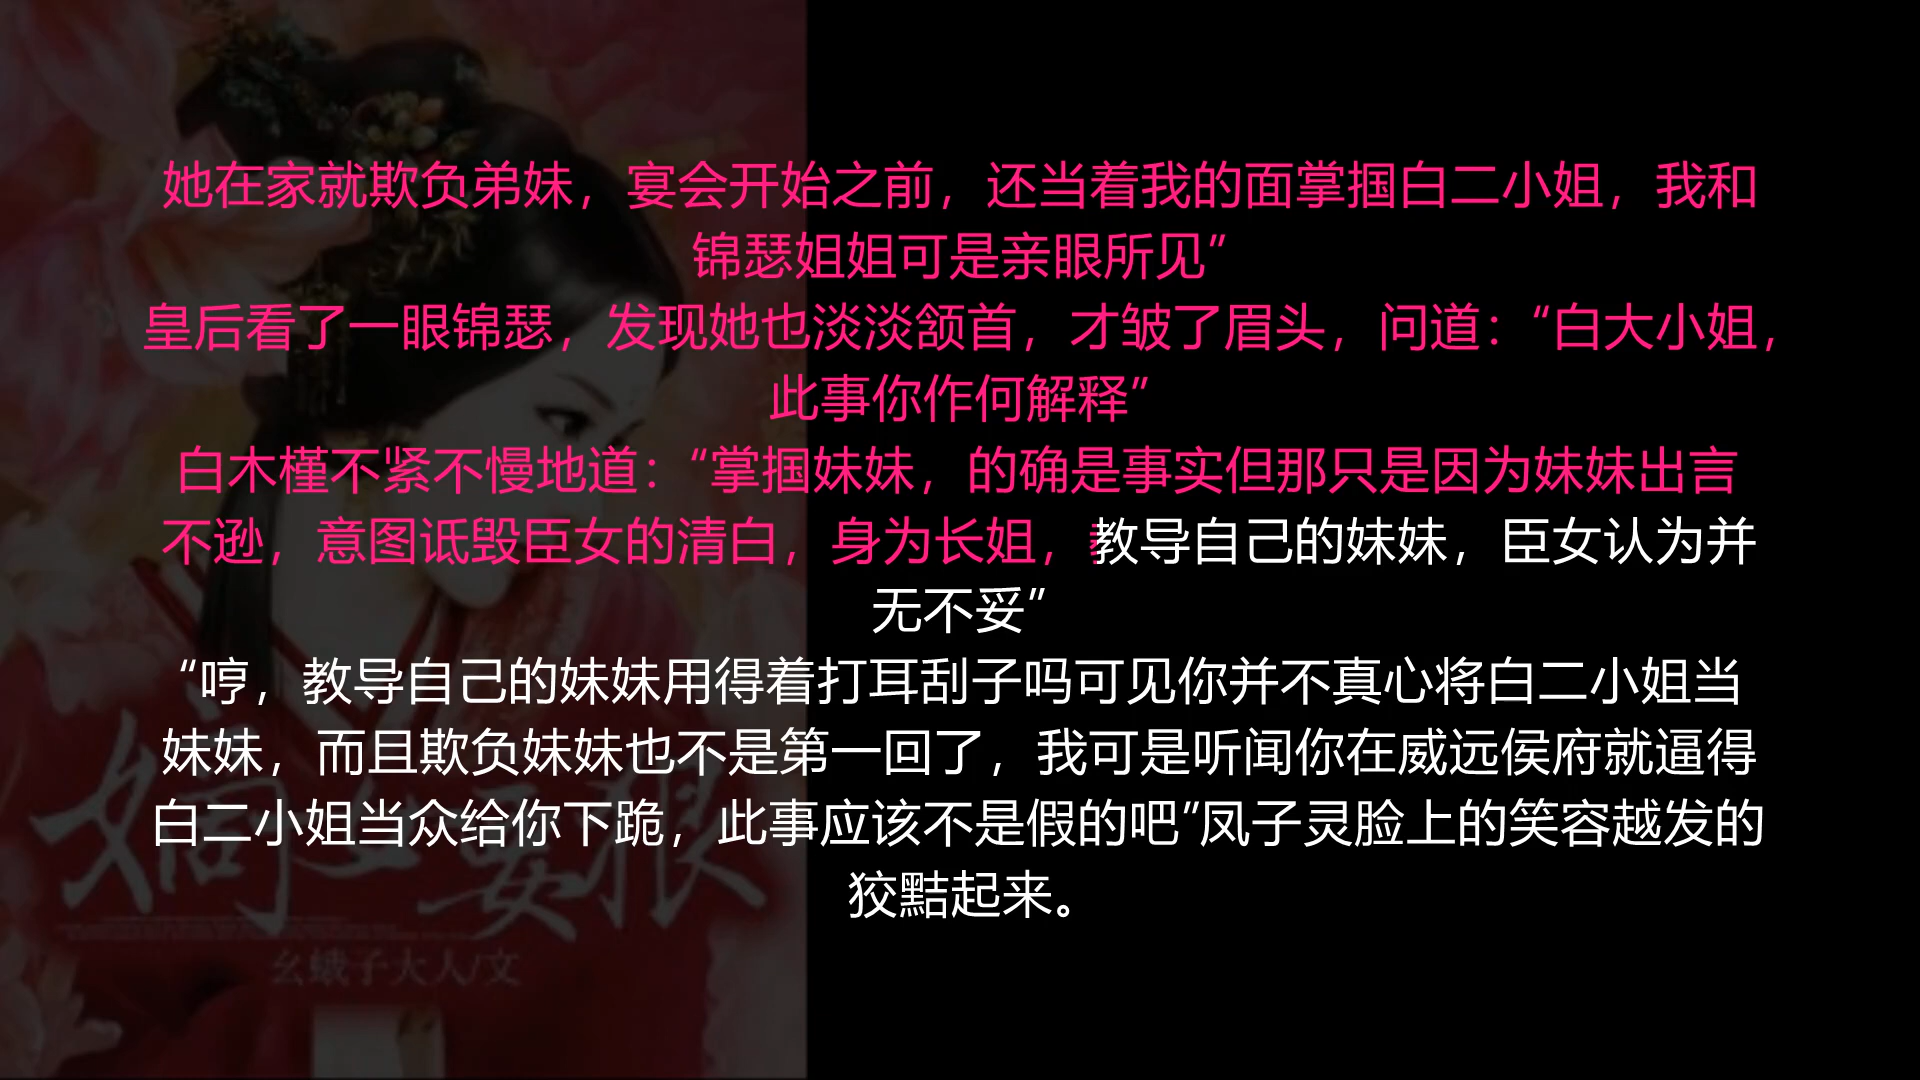 她在家就欺负弟妹，宴会开始之前，还当着我的面掌掴白二小姐，我和
锦瑟姐姐可是亲眼所见”
皇后看了一眼锦瑟，发现她也淡淡颔首，才皱了眉头，问道：“白大小姐，
此事你作何解释”
白木槿不紧不慢地道：“掌掴妹妹，的确是事实但那只是因为妹妹出言
不逊，意图诋毁臣女的清白，身为长姐，教导自己的妹妹，臣女认为并
无不妥”
“哼，教导自己的妹妹用得着打耳刮子吗可见你并不真心将白二小姐当
妹妹，而且欺负妹妹也不是第一回了，我可是听闻你在威远侯府就逼得
白二小姐当众给你下跪，此事应该不是假的吧”凤子灵脸上的笑容越发的
狡黠起来。
嫡女要狠
幺蛾子大人/文